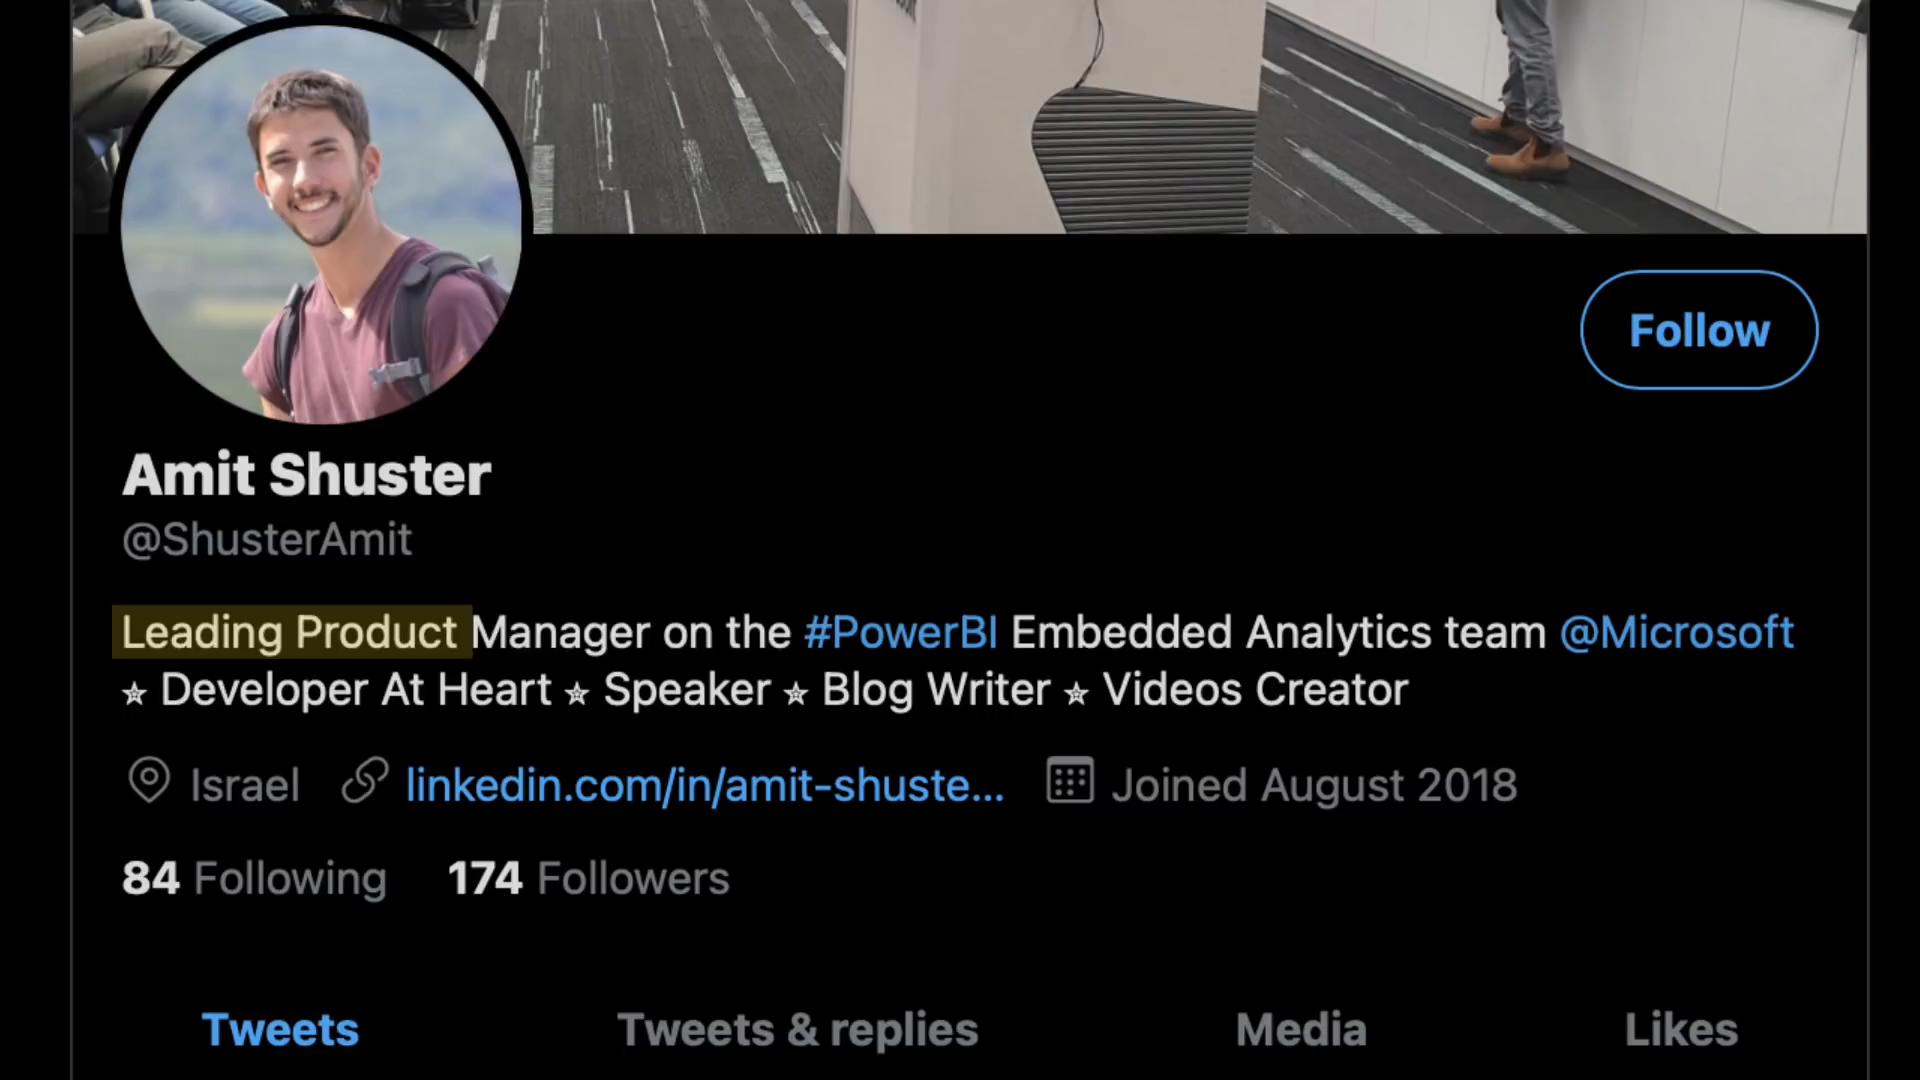 Follow
Amit Shuster
@ShusterAmit
Leading Product Manager on the #PowerBI Embedded Analytics team @Microsoft
✯ Developer At Heart ✯ Speaker ✯ Blog Writer ✯ Videos Creator
Israel linkedin.com/in/amit-shuste... Joined August 2018
84 Following 174 Followers
Tweets Tweets & replies Media Likes